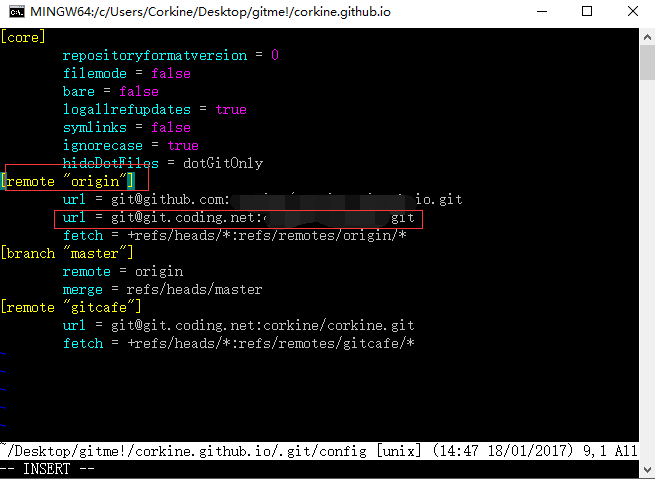 MINGW64:/c/Users/Corkine/Desktop/gitme!/corkine.github.io
[core]
repositoryformatversion = 0
filemode = false
bare = false
logallrefupdates = true
symlinks = false
ignorecase = true
hideDotFiles = dotGitOnly
[remote "origin"]
url = git@github.com: io.git
url = git@git.coding.net: git
fetch = +refs/heads/*:refs/remotes/origin/*
[branch "master"]
remote = origin
merge = refs/heads/master
[remote "gitcafe"]
url = git@git.coding.net:corkine/corkine.git
fetch = +refs/heads/*:refs/remotes/gitcafe/*
~
~
~
~
~
~/Desktop/gitme!/corkine.github.io/.git/config [unix] (14:47 18/01/2017) 9,1 All
-- INSERT --